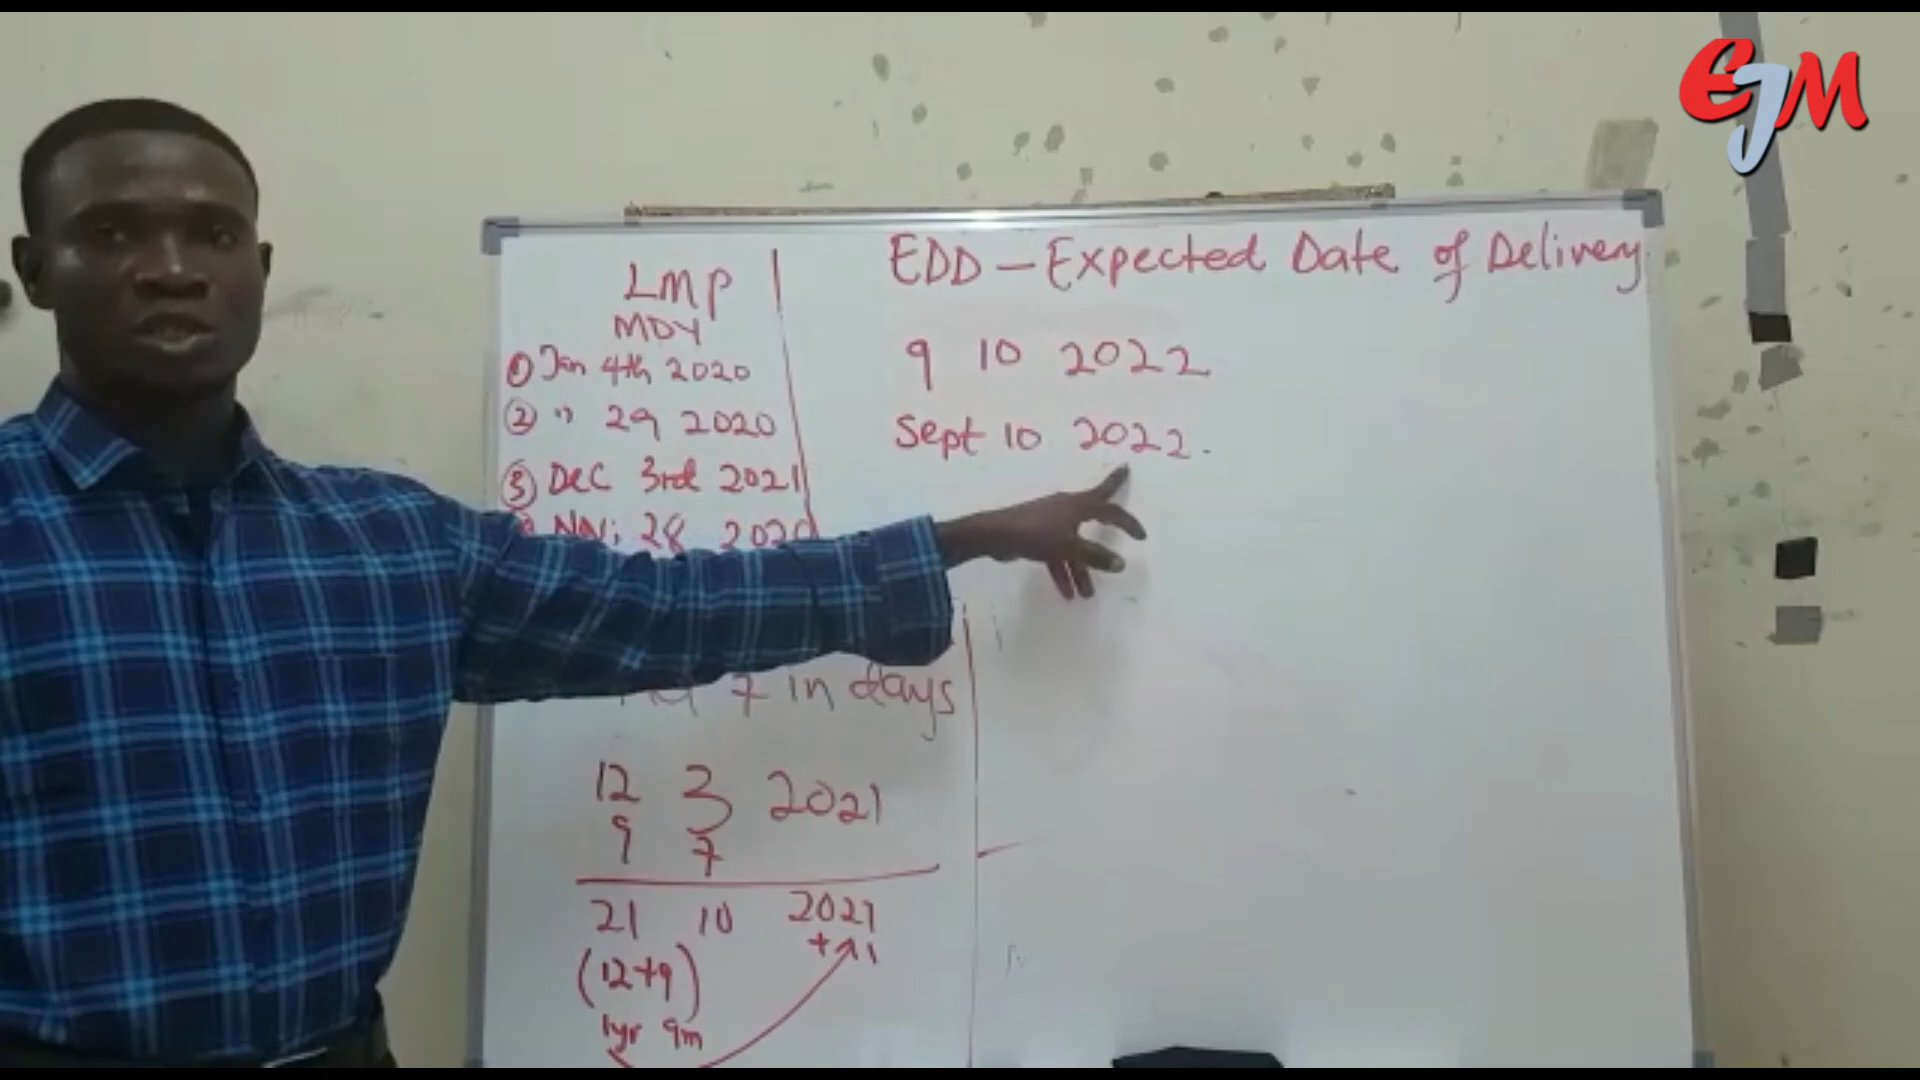 EJM
EDD - Expected Date of Delivery
LMP
MDY
① Jan 4th 2020
② " 29 2020
③ Dec 3rd 2021
28 2020
9 10 2022
Sept 10 2022.
7 in days
12 3 2021
9 7
21 10 2021
+1
(12+9)
1yr 9m